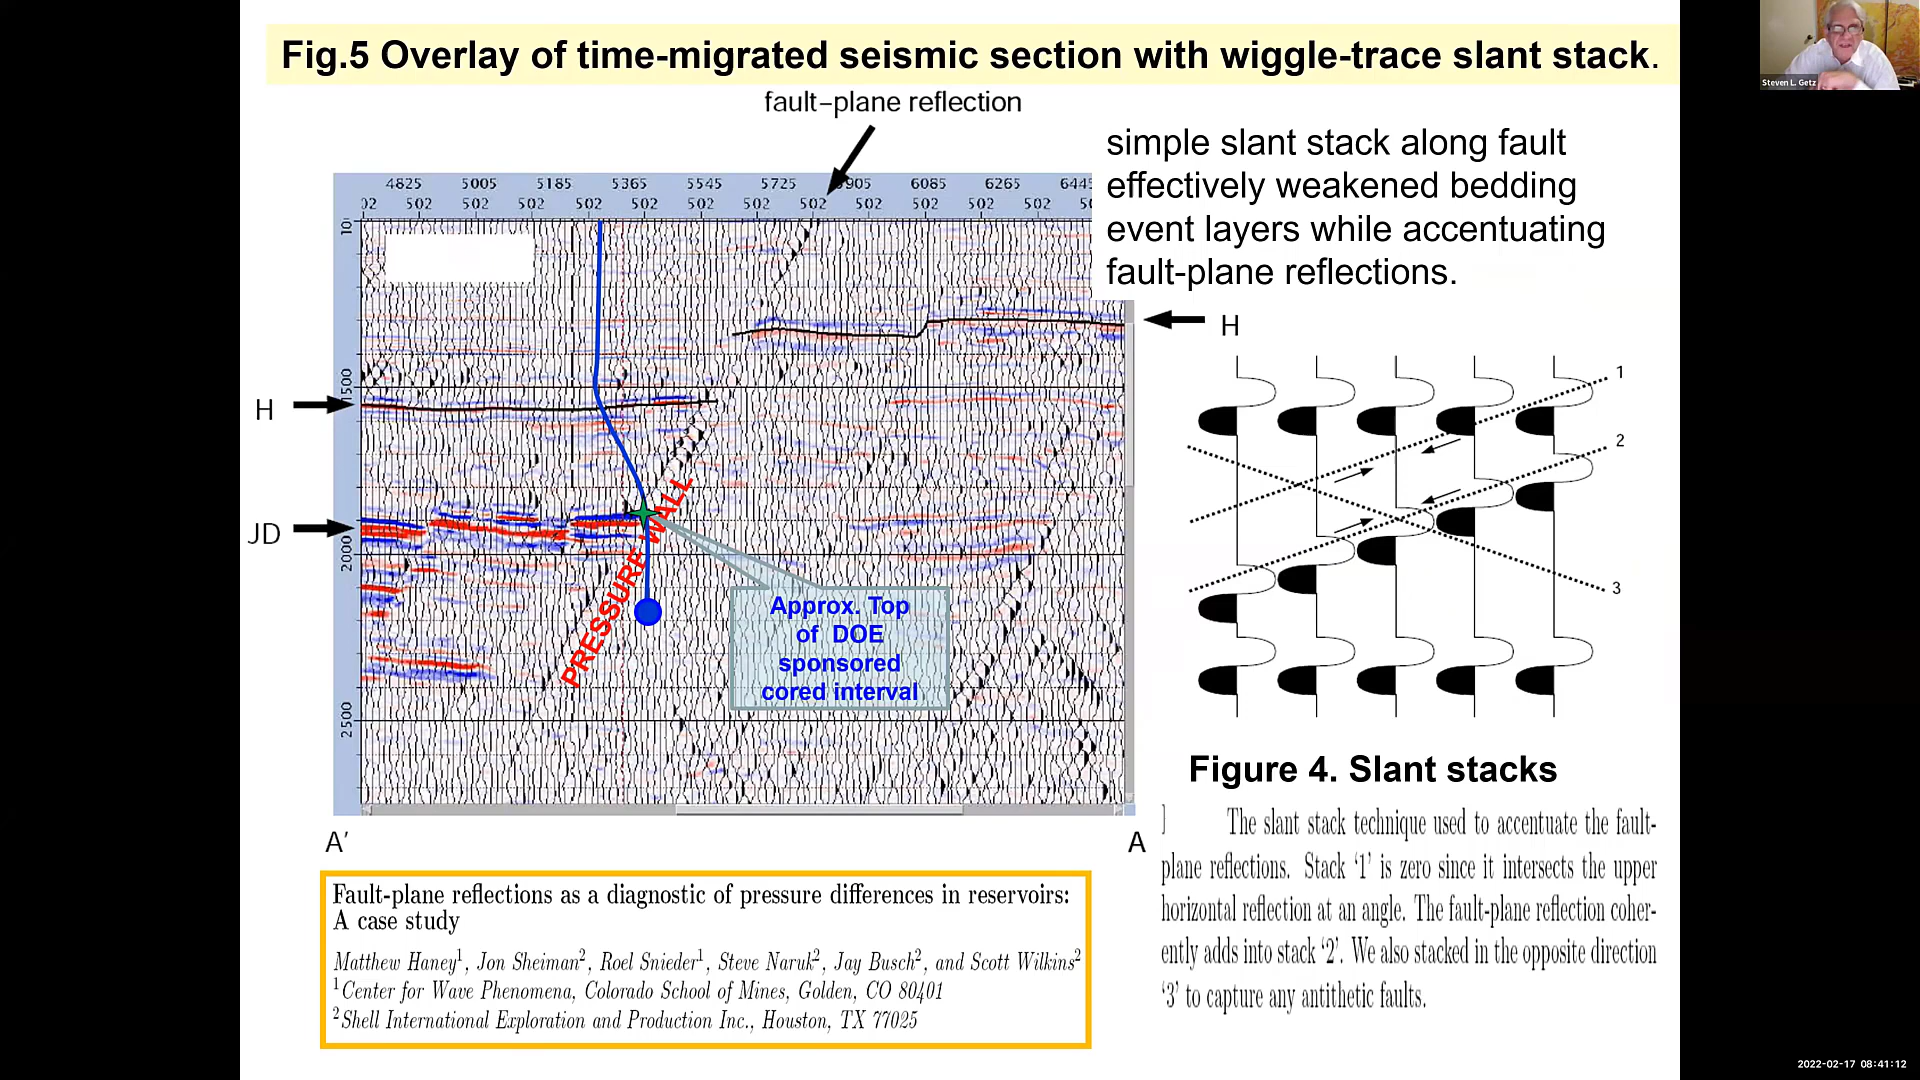 Fig.5 Overlay of time-migrated seismic section with wiggle-trace slant stack.
Steven L. Getz
fault–plane reflection
simple slant stack along fault
effectively weakened bedding
event layers while accentuating
fault-plane reflections.
4825 5005 5185 5365 5545 5725 5905 6085 6265 6445
02 502 502 502 502 502 502 502 502 502 502 502 502 50
10
1500
2000
2500
H
H
JD
PRESSURE WALL
Approx. Top
of DOE
sponsored
cored interval
1
2
3
A′
A
Figure 4. Slant stacks
] The slant stack technique used to accentuate the fault-
plane reflections. Stack ‘1’ is zero since it intersects the upper
horizontal reflection at an angle. The fault-plane reflection coher-
ently adds into stack ‘2’. We also stacked in the opposite direction
‘3’ to capture any antithetic faults.
Fault-plane reflections as a diagnostic of pressure differences in reservoirs:
A case study
Matthew Haney1, Jon Sheiman2, Roel Snieder1, Steve Naruk2, Jay Busch2, and Scott Wilkins2
1Center for Wave Phenomena, Colorado School of Mines, Golden, CO 80401
2Shell International Exploration and Production Inc., Houston, TX 77025
2022-02-17 08:41:12